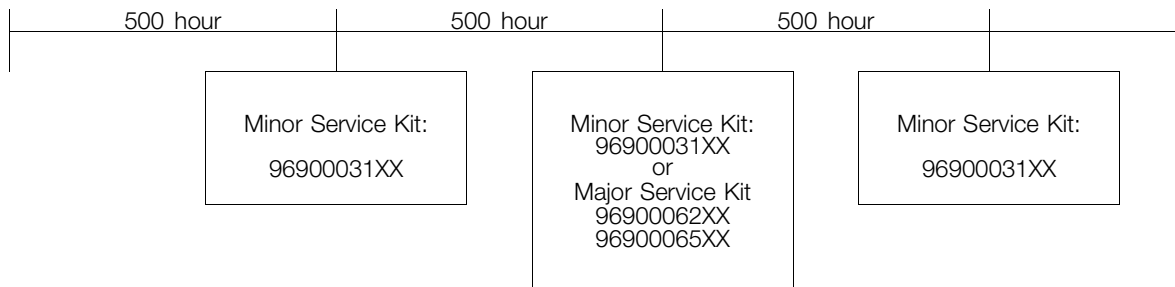 500 hour
500 hour
500 hour
Minor Service Kit:
96900031XX
Minor Service Kit:
96900031XX
or
Major Service Kit
96900062XX
96900065XX
Minor Service Kit:
96900031XX